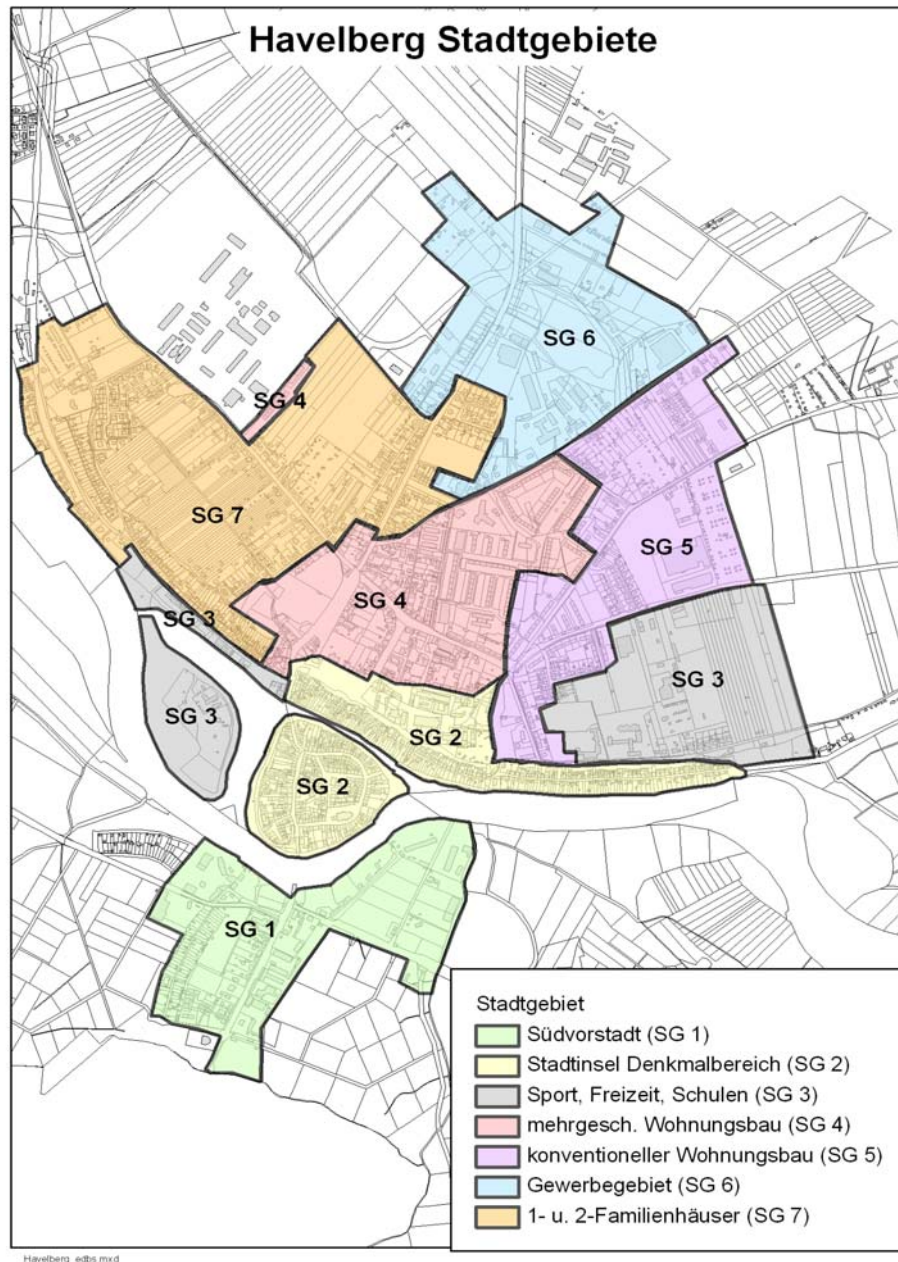 Havelberg Stadtgebiete
SG 6
SG 4
SG 7
SG 5
SG 4
SG 3
SG 3
SG 3
SG 2
SG 2
SG 1
Stadtgebiet
Südvorstadt (SG 1)
Stadtinsel Denkmalbereich (SG 2)
Sport, Freizeit, Schulen (SG 3)
mehrgesch. Wohnungsbau (SG 4)
konventioneller Wohnungsbau (SG 5)
Gewerbegebiet (SG 6)
1- u. 2-Familienhäuser (SG 7)
Havelberg_edbs.mxd